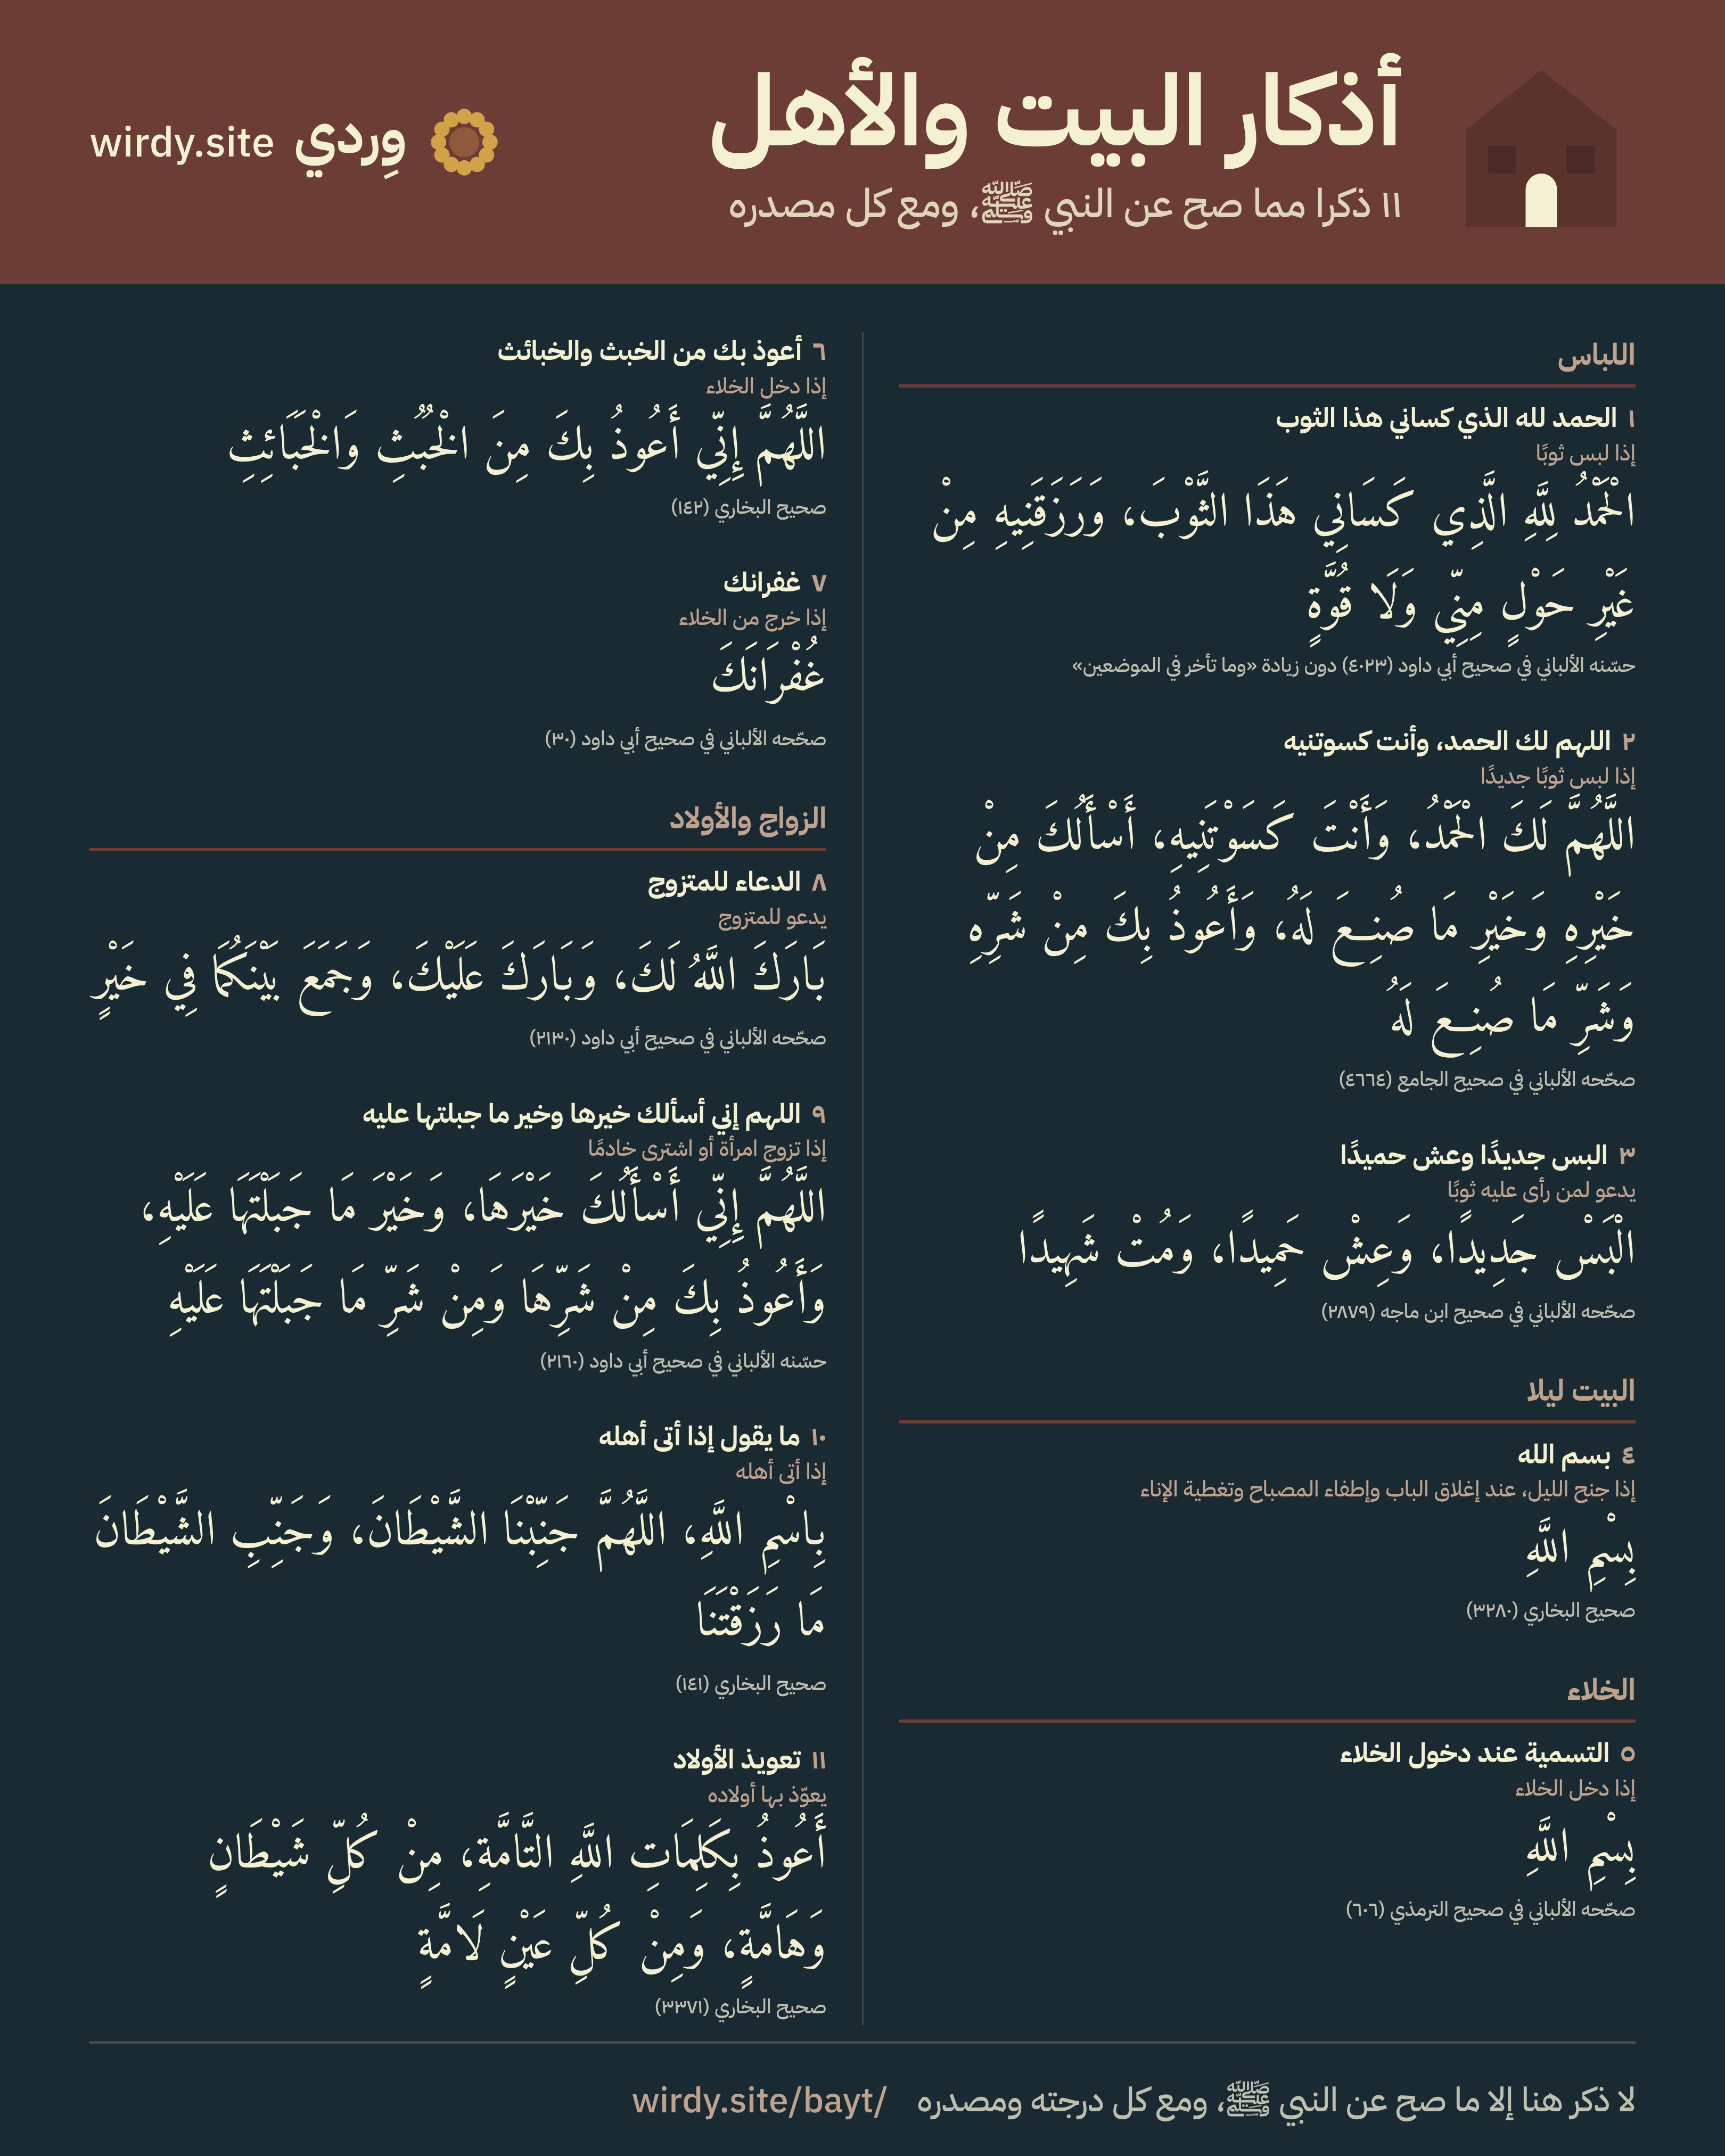 أذكار البيت والأهل
١١ ذكرا مما صح عن النبي ﷺ، ومع كل مصدره
وِردي wirdy.site
اللباس
١ الحمد لله الذي كساني هذا الثوب
إذا لبس ثوبًا
الْحَمْدُ لِلَّهِ الَّذِي كَسَانِي هَذَا الثَّوْبَ، وَرَزَقَنِيهِ مِنْ
غَيْرِ حَوْلٍ مِنِّي وَلَا قُوَّةٍ
حسّنه الألباني في صحيح أبي داود (٤٠٢٣) دون زيادة «وما تأخر في الموضعين»
٢ اللهم لك الحمد، وأنت كسوتنيه
إذا لبس ثوبًا جديدًا
اللَّهُمَّ لَكَ الْحَمْدُ، وَأَنْتَ كَسَوْتَنِيهِ، أَسْأَلُكَ مِنْ
خَيْرِهِ وَخَيْرِ مَا صُنِعَ لَهُ، وَأَعُوذُ بِكَ مِنْ شَرِّهِ
وَشَرِّ مَا صُنِعَ لَهُ
صحّحه الألباني في صحيح الجامع (٤٦٦٤)
٣ البس جديدًا وعش حميدًا
يدعو لمن رأى عليه ثوبًا
الْبَسْ جَدِيدًا، وَعِشْ حَمِيدًا، وَمُتْ شَهِيدًا
صحّحه الألباني في صحيح ابن ماجه (٢٨٧٩)
البيت ليلا
٤ بسم الله
إذا جنح الليل، عند إغلاق الباب وإطفاء المصباح وتغطية الإناء
بِسْمِ اللَّهِ
صحيح البخاري (٣٢٨٠)
الخلاء
٥ التسمية عند دخول الخلاء
إذا دخل الخلاء
بِسْمِ اللَّهِ
صحّحه الألباني في صحيح الترمذي (٦٠٦)
٦ أعوذ بك من الخبث والخبائث
إذا دخل الخلاء
اللَّهُمَّ إِنِّي أَعُوذُ بِكَ مِنَ الْخُبُثِ وَالْخَبَائِثِ
صحيح البخاري (١٤٢)
٧ غفرانك
إذا خرج من الخلاء
غُفْرَانَكَ
صحّحه الألباني في صحيح أبي داود (٣٠)
الزواج والأولاد
٨ الدعاء للمتزوج
يدعو للمتزوج
بَارَكَ اللَّهُ لَكَ، وَبَارَكَ عَلَيْكَ، وَجَمَعَ بَيْنَكُمَا فِي خَيْرٍ
صحّحه الألباني في صحيح أبي داود (٢١٣٠)
٩ اللهم إني أسألك خيرها وخير ما جبلتها عليه
إذا تزوج امرأة أو اشترى خادمًا
اللَّهُمَّ إِنِّي أَسْأَلُكَ خَيْرَهَا، وَخَيْرَ مَا جَبَلْتَهَا عَلَيْهِ،
وَأَعُوذُ بِكَ مِنْ شَرِّهَا وَمِنْ شَرِّ مَا جَبَلْتَهَا عَلَيْهِ
حسّنه الألباني في صحيح أبي داود (٢١٦٠)
١٠ ما يقول إذا أتى أهله
إذا أتى أهله
بِاسْمِ اللَّهِ، اللَّهُمَّ جَنِّبْنَا الشَّيْطَانَ، وَجَنِّبِ الشَّيْطَانَ
مَا رَزَقْتَنَا
صحيح البخاري (١٤١)
١١ تعويذ الأولاد
يعوّذ بها أولاده
أَعُوذُ بِكَلِمَاتِ اللَّهِ التَّامَّةِ، مِنْ كُلِّ شَيْطَانٍ
وَهَامَّةٍ، وَمِنْ كُلِّ عَيْنٍ لَامَّةٍ
صحيح البخاري (٣٣٧١)
لا ذكر هنا إلا ما صح عن النبي ﷺ، ومع كل درجته ومصدره wirdy.site/bayt/